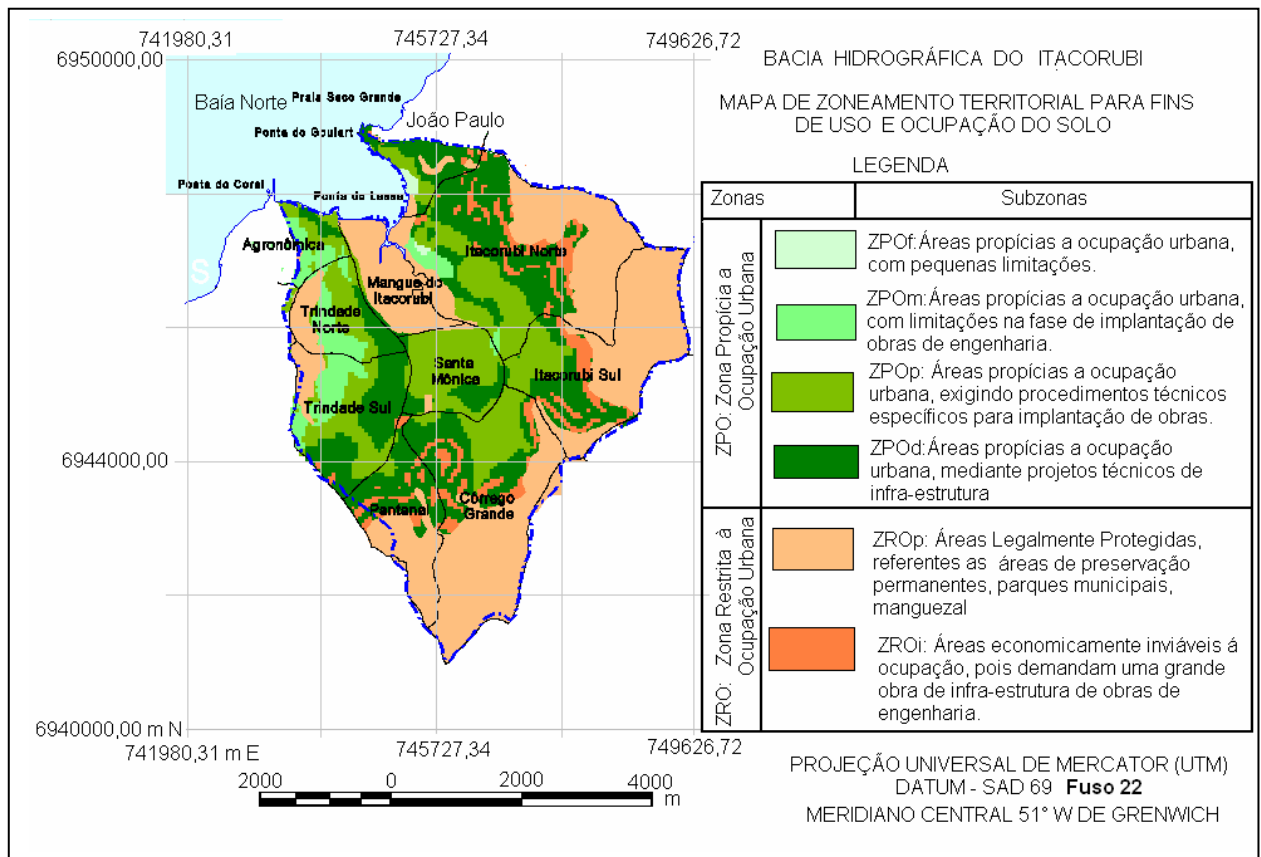 741980,31
745727,34
749626,72
6950000,00
Baía Norte
Praia Saco Grande
Ponta do Goulart
João Paulo
Ponta do Coral
Ponta do Lessa
Agronômica
Itacorubi Norte
S
Mangue do
Itacorubi
Trindade
Norte
Santa
Mônica
Itacorubi Sul
Trindade Sul
6944000,00
Pantanal
Côrrego
Grande
6940000,00 m N
741980,31 m E
745727,34
749626,72
2000
0
2000
4000
m
BACIA HIDROGRÁFICA DO ITACORUBI
MAPA DE ZONEAMENTO TERRITORIAL PARA FINS
DE USO E OCUPAÇÃO DO SOLO
LEGENDA
Zonas
Subzonas
ZPO: Zona Propícia a
Ocupação Urbana
ZPOf:Áreas propícias a ocupação urbana,
com pequenas limitações.
ZPOm:Áreas propícias a ocupação urbana,
com limitações na fase de implantação de
obras de engenharia.
ZPOp: Áreas propícias a ocupação
urbana, exigindo procedimentos técnicos
específicos para implantação de obras.
ZPOd:Áreas propícias a ocupação
urbana, mediante projetos técnicos de
infra-estrutura
ZRO: Zona Restrita à
Ocupação Urbana
ZROp: Áreas Legalmente Protegidas,
referentes as áreas de preservação
permanentes, parques municipais,
manguezal
ZROi: Áreas economicamente inviáveis á
ocupação, pois demandam uma grande
obra de infra-estrutura de obras de
engenharia.
PROJEÇÃO UNIVERSAL DE MERCATOR (UTM)
DATUM - SAD 69 Fuso 22
MERIDIANO CENTRAL 51° W DE GRENWICH